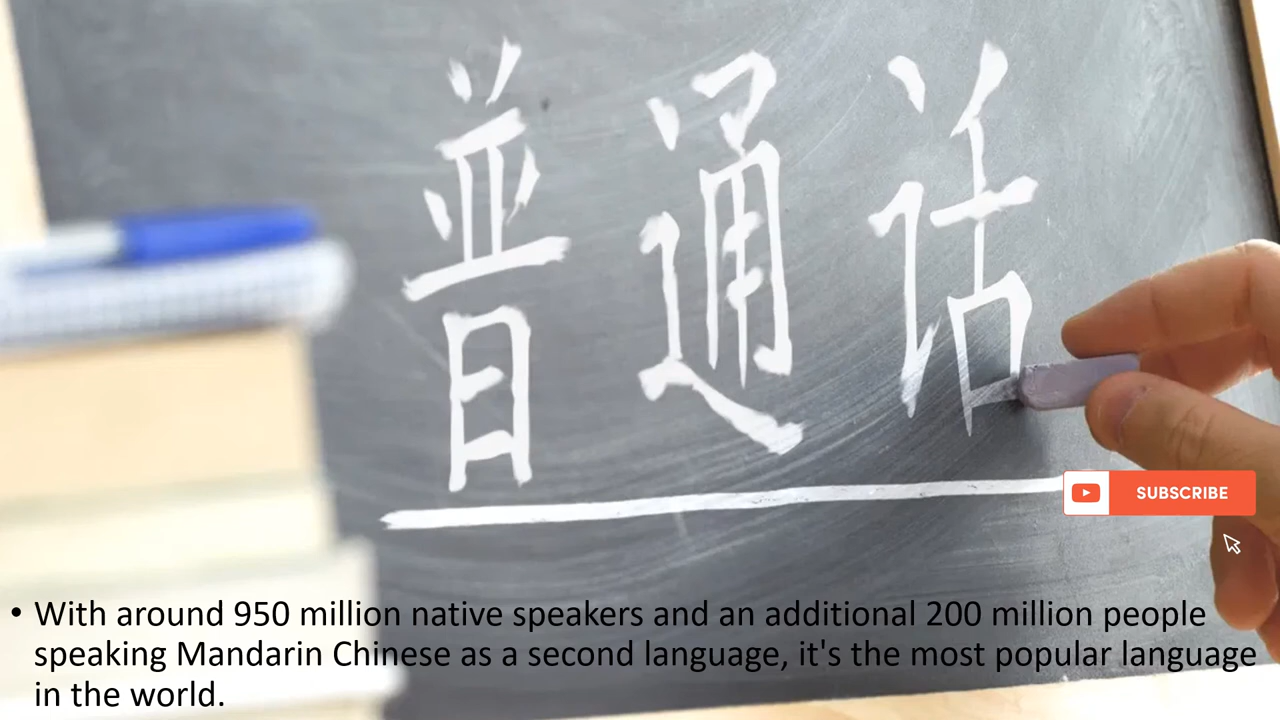 普通话
SUBSCRIBE
• With around 950 million native speakers and an additional 200 million people
speaking Mandarin Chinese as a second language, it's the most popular language
in the world.